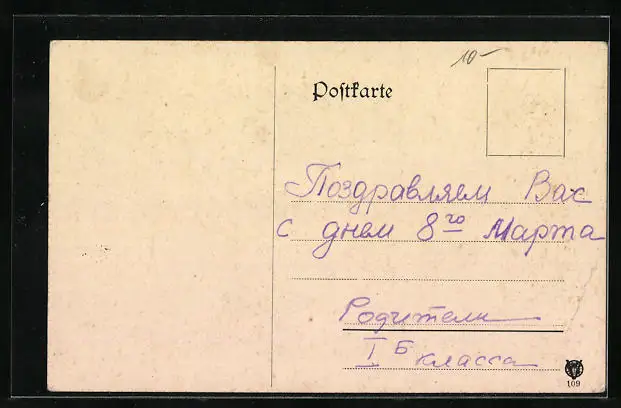 10-
Postkarte
Поздравляем Вас
с днем 8го Марта
Родители
I Б класса
109